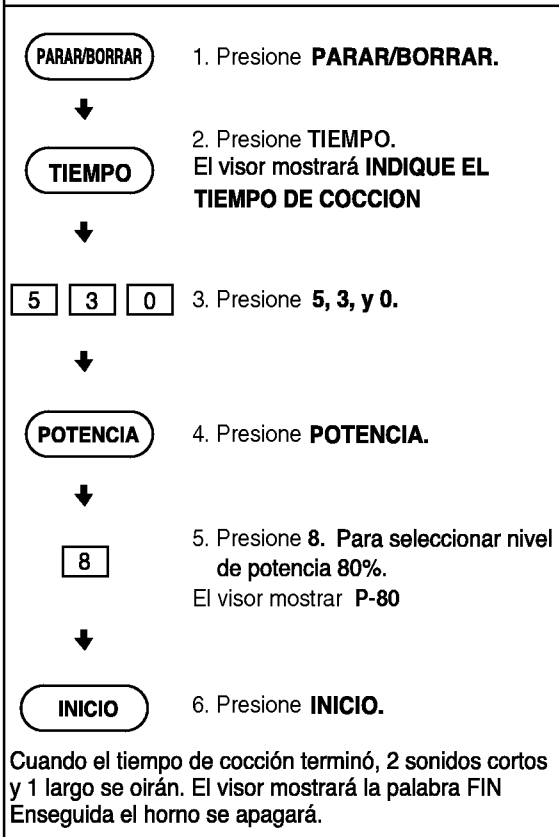 PARAR/BORRAR 1. Presione PARAR/BORRAR.
2. Presione TIEMPO.
TIEMPO El visor mostrará INDIQUE EL
TIEMPO DE COCCION
5 3 0 3. Presione 5, 3, y 0.
POTENCIA 4. Presione POTENCIA.
8 5. Presione 8. Para seleccionar nivel
de potencia 80%.
El visor mostrar P-80
INICIO 6. Presione INICIO.
Cuando el tiempo de cocción terminó, 2 sonidos cortos
y 1 largo se oirán. El visor mostrará la palabra FIN
Enseguida el horno se apagará.